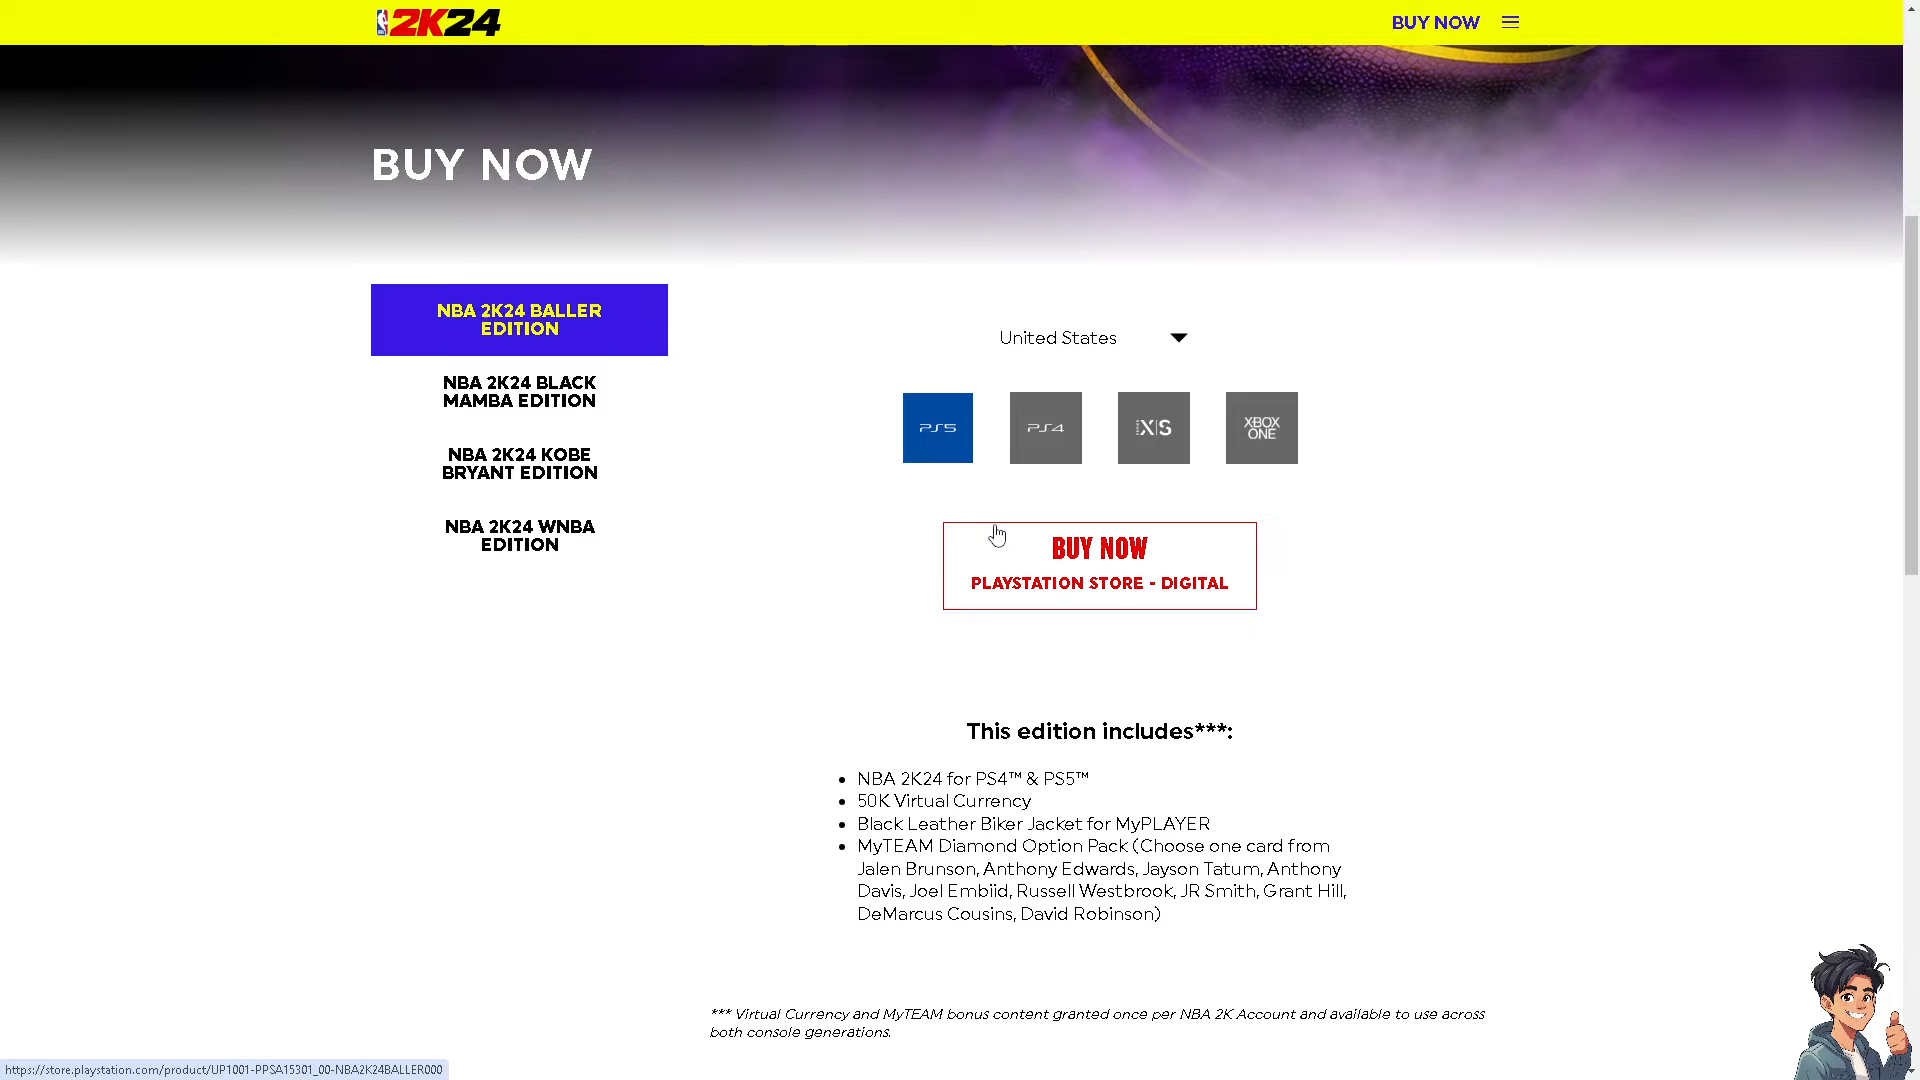 2K24
BUY NOW
BUY NOW
NBA 2K24 BALLER
EDITION
NBA 2K24 BLACK
MAMBA EDITION
NBA 2K24 KOBE
BRYANT EDITION
NBA 2K24 WNBA
EDITION
United States
PS5
PS4
SERIES X|S
XBOX
ONE
BUY NOW
PLAYSTATION STORE - DIGITAL
This edition includes***:
• NBA 2K24 for PS4™ & PS5™
• 50K Virtual Currency
• Black Leather Biker Jacket for MyPLAYER
• MyTEAM Diamond Option Pack (Choose one card from
Jalen Brunson, Anthony Edwards, Jayson Tatum, Anthony
Davis, Joel Embiid, Russell Westbrook, JR Smith, Grant Hill,
DeMarcus Cousins, David Robinson)
*** Virtual Currency and MyTEAM bonus content granted once per NBA 2K Account and available to use across
both console generations.
https://store.playstation.com/product/UP1001-PPSA15301_00-NBA2K24BALLER000